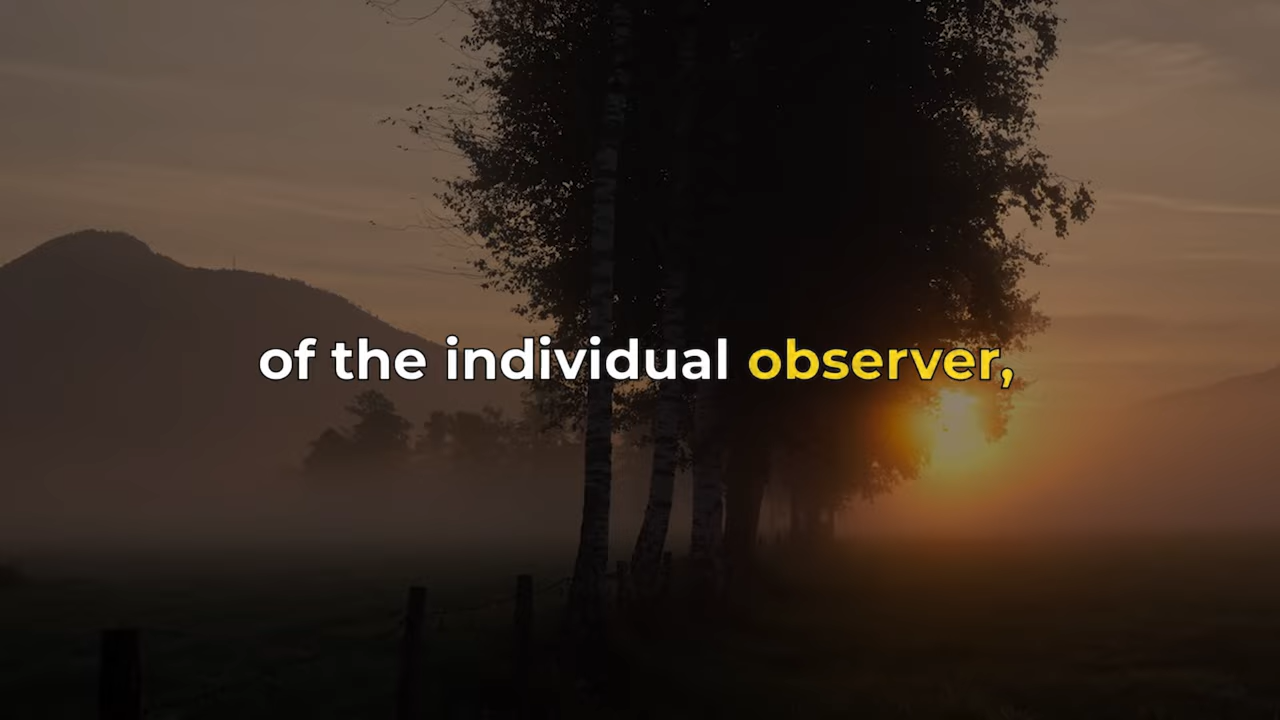 of the individual observer,